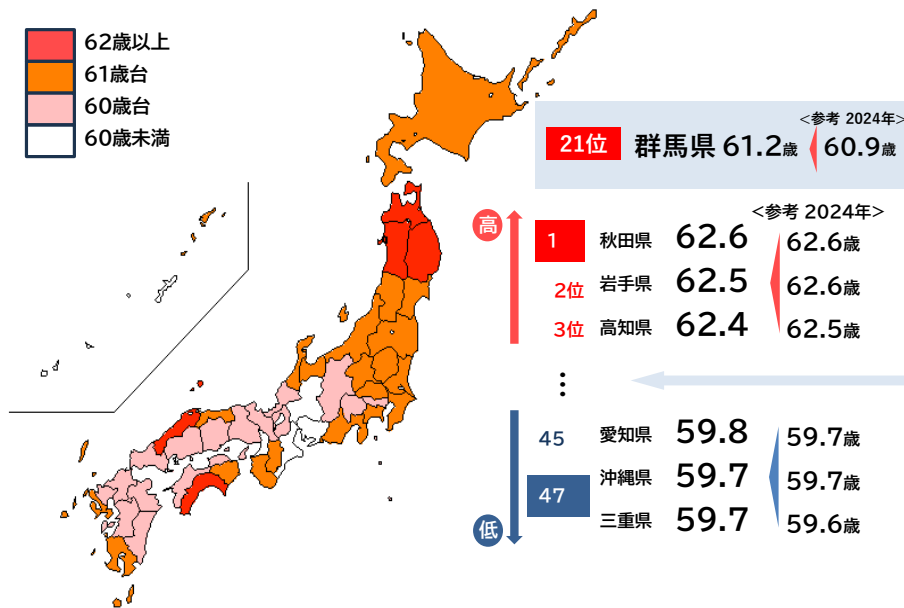 62歳以上
61歳台
60歳台
60歳未満
<参考 2024年>
21位 群馬県 61.2歳 60.9歳
<参考 2024年>
高
1 秋田県 62.6 62.6歳
2位 岩手県 62.5 62.6歳
3位 高知県 62.4 62.5歳
⋮
45 愛知県 59.8 59.7歳
47 沖縄県 59.7 59.7歳
三重県 59.7 59.6歳
低